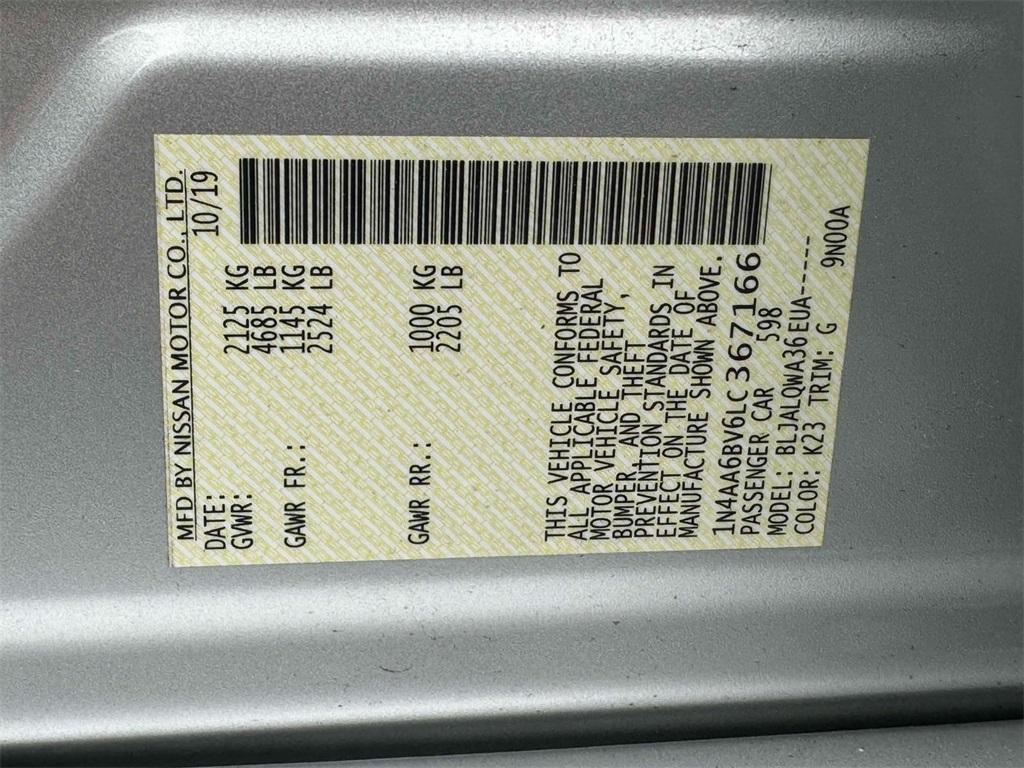 MFD BY NISSAN MOTOR CO., LTD.
DATE: 10/19
GVWR: 2125 KG
4685 LB
GAWR FR.: 1145 KG
2524 LB
GAWR RR.: 1000 KG
2205 LB
THIS VEHICLE CONFORMS TO
ALL APPLICABLE FEDERAL
MOTOR VEHICLE SAFETY,
BUMPER, AND THEFT
PREVENTION STANDARDS IN
EFFECT ON THE DATE OF
MANUFACTURE SHOWN ABOVE.
1N4AA6BV6LC367166
PASSENGER CAR 598
MODEL: BLJALQWA36EUA-----
COLOR: K23 TRIM: G 9N00A